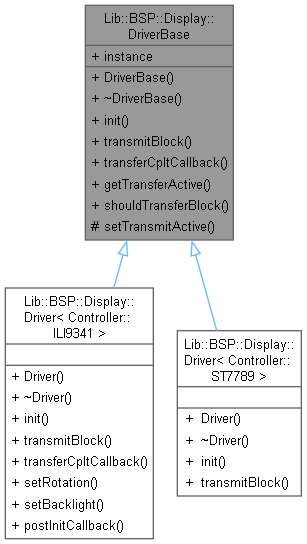 Lib::BSP::Display::
DriverBase
+ instance
+ DriverBase()
+ ~DriverBase()
+ init()
+ transmitBlock()
+ transferCpltCallback()
+ getTransferActive()
+ shouldTransferBlock()
# setTransmitActive()
Lib::BSP::Display::
Driver< Controller::
ILI9341 >
+ Driver()
+ ~Driver()
+ init()
+ transmitBlock()
+ transferCpltCallback()
+ setRotation()
+ setBacklight()
+ postInitCallback()
Lib::BSP::Display::
Driver< Controller::
ST7789 >
+ Driver()
+ ~Driver()
+ init()
+ transmitBlock()